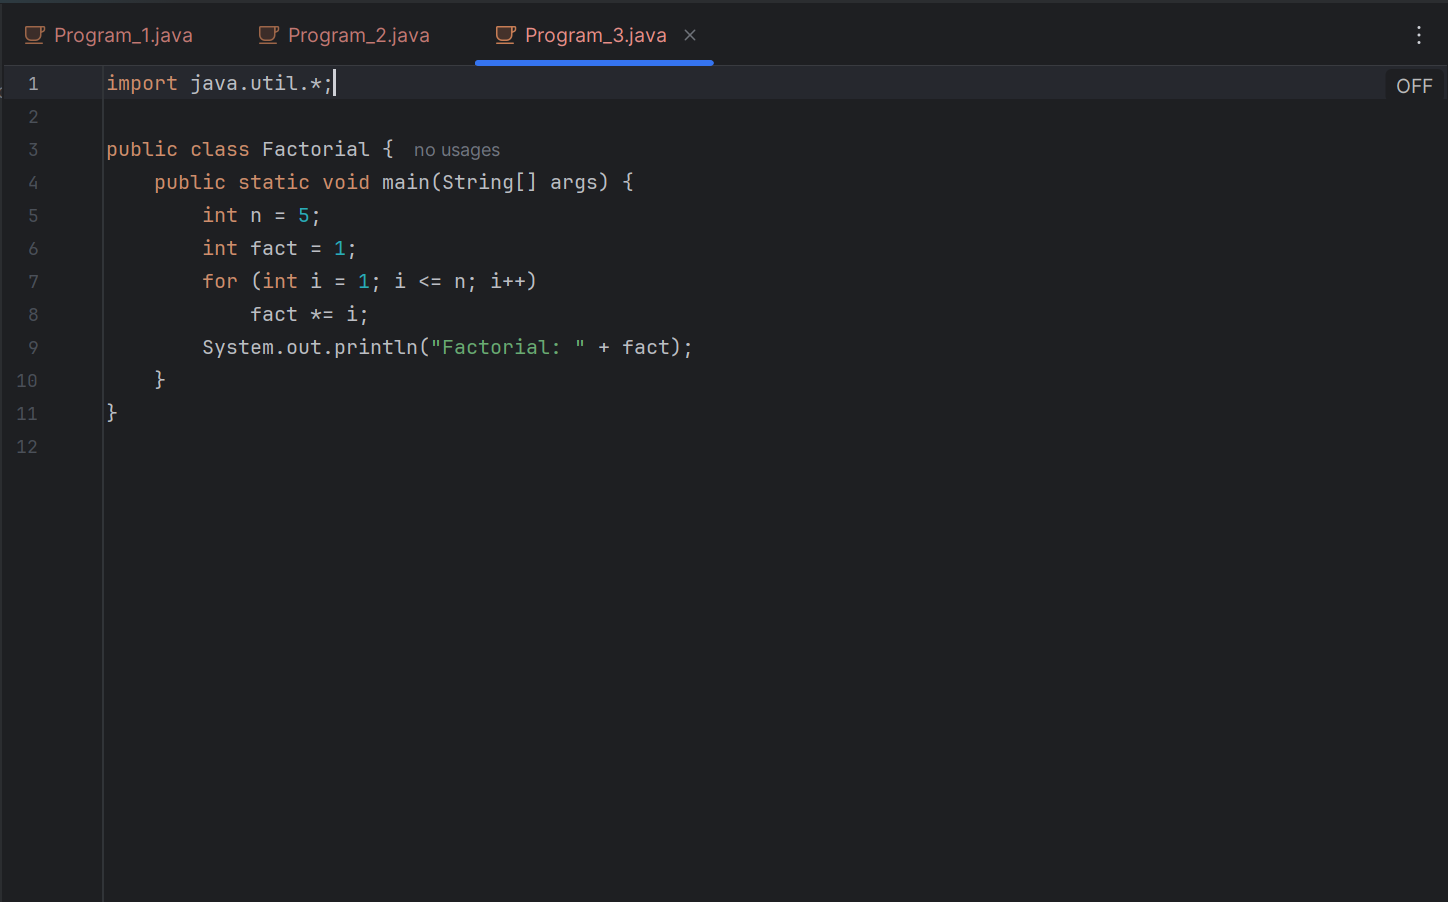 Program_1.java Program_2.java Program_3.java
OFF
1 import java.util.*;
2
3 public class Factorial { no usages
4     public static void main(String[] args) {
5         int n = 5;
6         int fact = 1;
7         for (int i = 1; i <= n; i++)
8             fact *= i;
9         System.out.println("Factorial: " + fact);
10     }
11 }
12